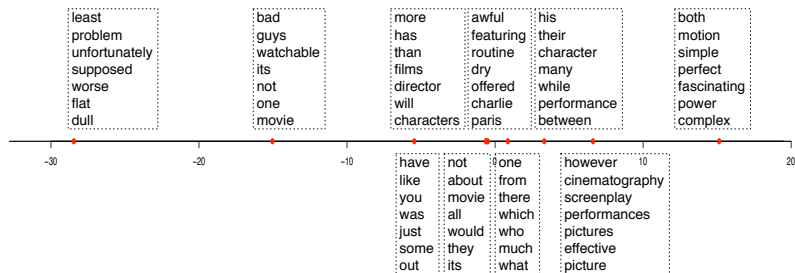 least
problem
unfortunately
supposed
worse
flat
dull
bad
guys
watchable
its
not
one
movie
more
has
than
films
director
will
characters
awful
featuring
routine
dry
offered
charlie
paris
his
their
character
many
while
performance
between
both
motion
simple
perfect
fascinating
power
complex
−30
−20
−10
0
10
20
have
like
you
was
just
some
out
not
about
movie
all
would
they
its
one
from
there
which
who
much
what
however
cinematography
screenplay
performances
pictures
effective
picture